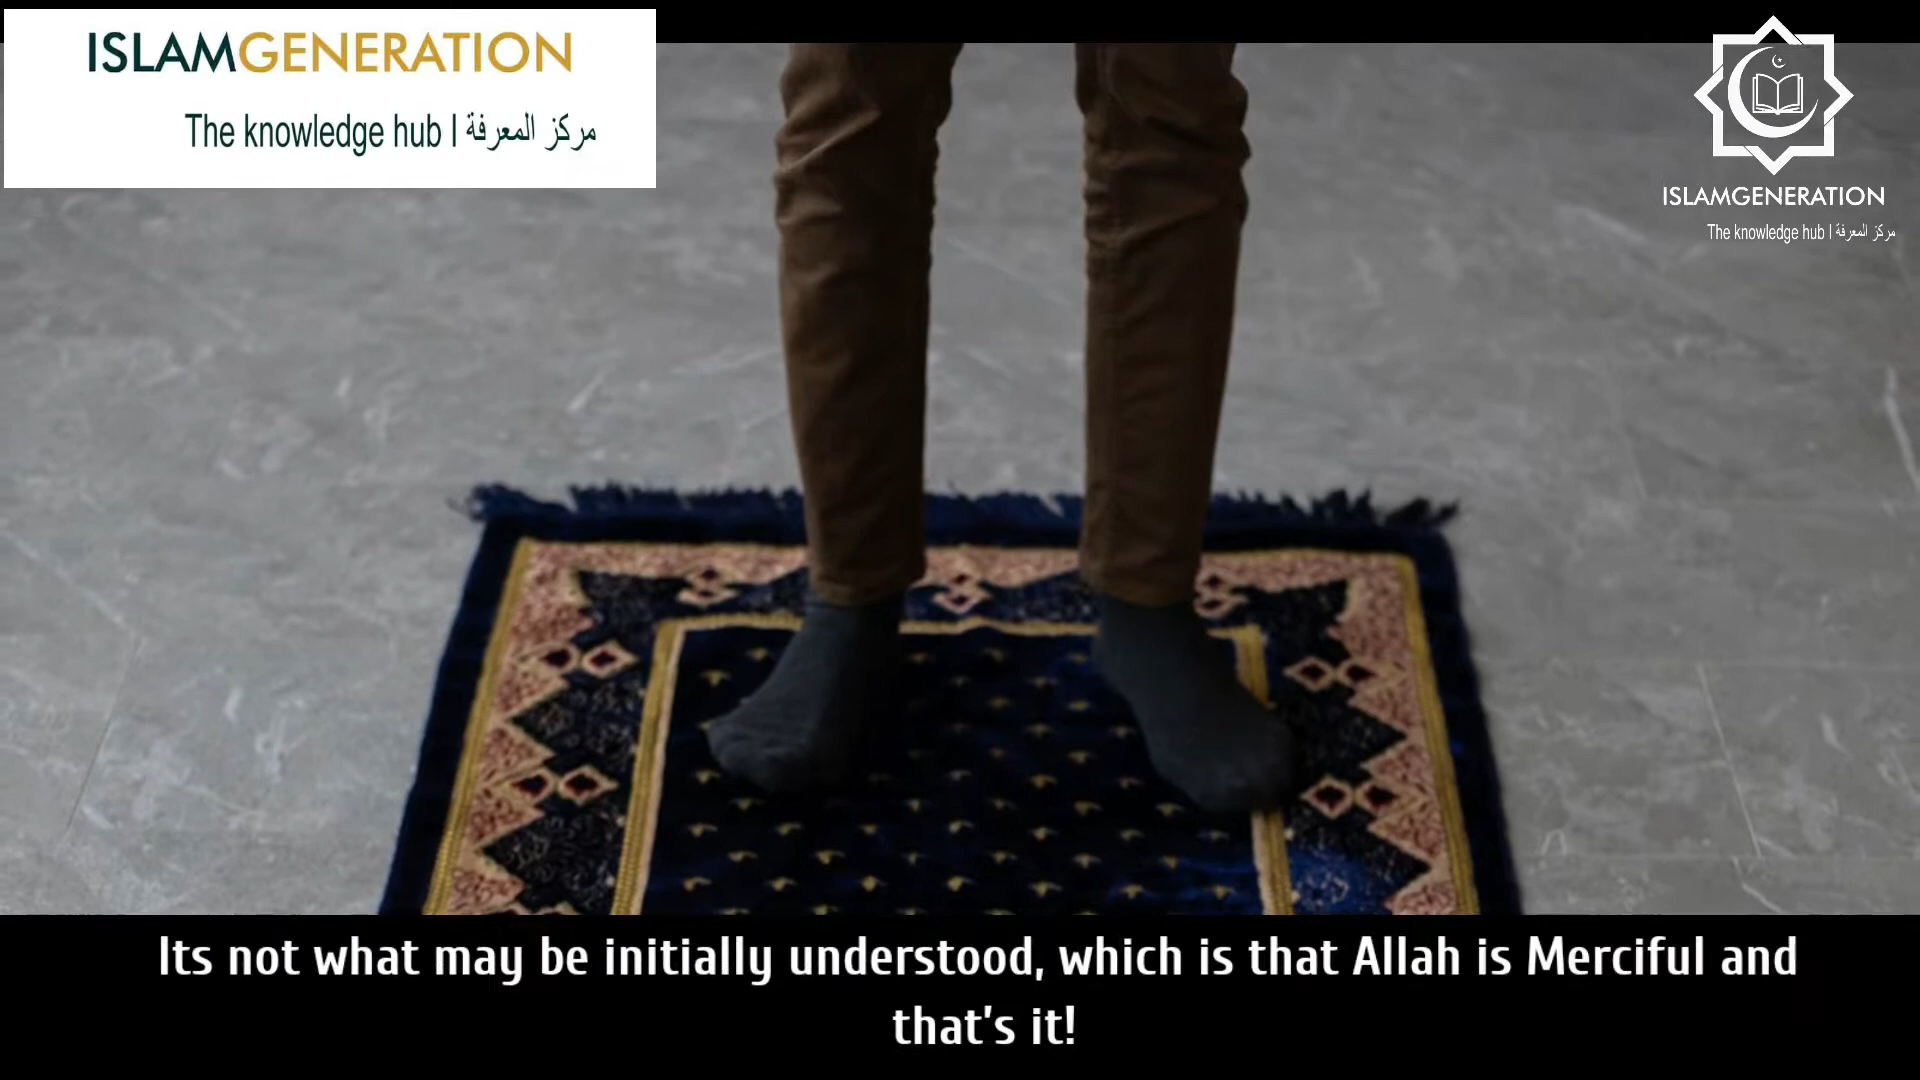 ISLAMGENERATION
The knowledge hub | مركز المعرفة
ISLAMGENERATION
The knowledge hub | مركز المعرفة
Its not what may be initially understood, which is that Allah is Merciful and
that's it!